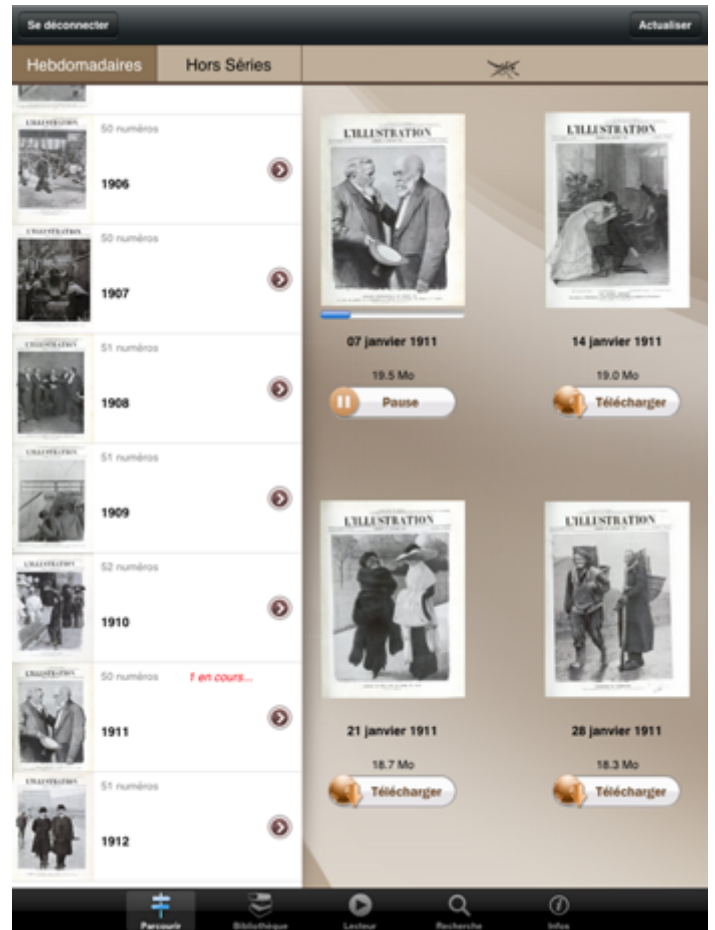 Se déconnecter
Actualiser
Hebdomadaires
Hors Séries
50 numéros
1906
50 numéros
1907
51 numéros
1908
51 numéros
1909
52 numéros
1910
50 numéros
1 en cours...
1911
51 numéros
1912
L'ILLUSTRATION
L'ILLUSTRATION
07 janvier 1911
14 janvier 1911
19.5 Mo
19.0 Mo
Pause
Télécharger
L'ILLUSTRATION
L'ILLUSTRATION
21 janvier 1911
28 janvier 1911
18.7 Mo
18.3 Mo
Télécharger
Télécharger
Parcourir
Bibliothèque
Lecteur
Recherche
Infos